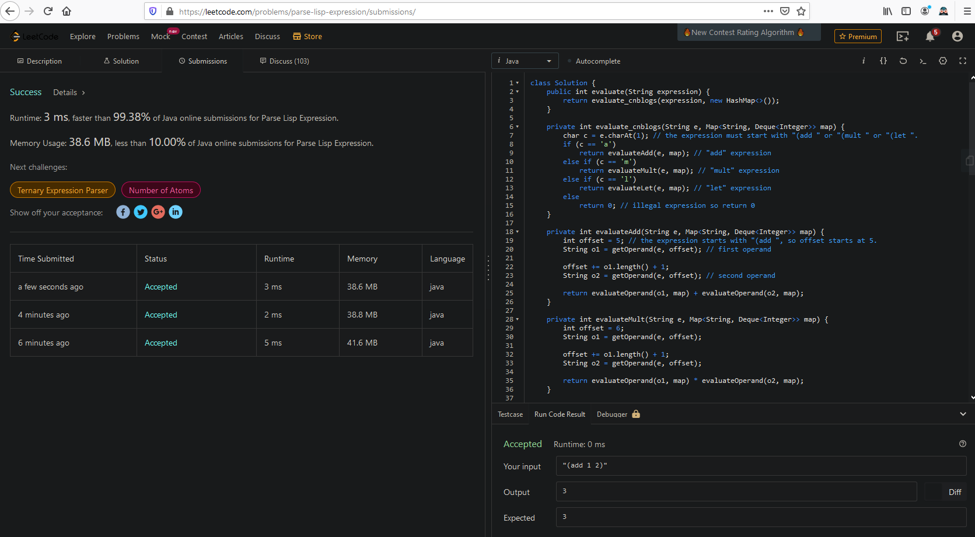 https://leetcode.com/problems/parse-lisp-expression/submissions/
LeetCode Explore Problems Mock Contest Articles Discuss Store
🔥New Contest Rating Algorithm 🔥 Premium 5
Description Solution Submissions Discuss (103)
i Java Autocomplete
Success Details >
Runtime: 3 ms, faster than 99.38% of Java online submissions for Parse Lisp Expression.
Memory Usage: 38.6 MB, less than 10.00% of Java online submissions for Parse Lisp Expression.
Next challenges:
Ternary Expression Parser Number of Atoms
Show off your acceptance:
Time Submitted Status Runtime Memory Language
a few seconds ago Accepted 3 ms 38.6 MB java
4 minutes ago Accepted 2 ms 38.8 MB java
6 minutes ago Accepted 5 ms 41.6 MB java
1 class Solution {
2 public int evaluate(String expression) {
3 return evaluate_cnblogs(expression, new HashMap<>());
4 }
5
6 private int evaluate_cnblogs(String e, Map<String, Deque<Integer>> map) {
7 char c = e.charAt(1); // the expression must start with "(add " or "(mult " or "(let ".
8 if (c == 'a')
9 return evaluateAdd(e, map); // "add" expression
10 else if (c == 'm')
11 return evaluateMult(e, map); // "mult" expression
12 else if (c == 'l')
13 return evaluateLet(e, map); // "let" expression
14 else
15 return 0; // illegal expression so return 0
16 }
17
18 private int evaluateAdd(String e, Map<String, Deque<Integer>> map) {
19 int offset = 5; // the expression starts with "(add ", so offset starts at 5.
20 String o1 = getOperand(e, offset); // first operand
21
22 offset += o1.length() + 1;
23 String o2 = getOperand(e, offset); // second operand
24
25 return evaluateOperand(o1, map) + evaluateOperand(o2, map);
26 }
27
28 private int evaluateMult(String e, Map<String, Deque<Integer>> map) {
29 int offset = 6;
30 String o1 = getOperand(e, offset);
31
32 offset += o1.length() + 1;
33 String o2 = getOperand(e, offset);
34
35 return evaluateOperand(o1, map) * evaluateOperand(o2, map);
36 }
37
Testcase Run Code Result Debugger
Accepted Runtime: 0 ms
Your input "(add 1 2)"
Output 3 Diff
Expected 3